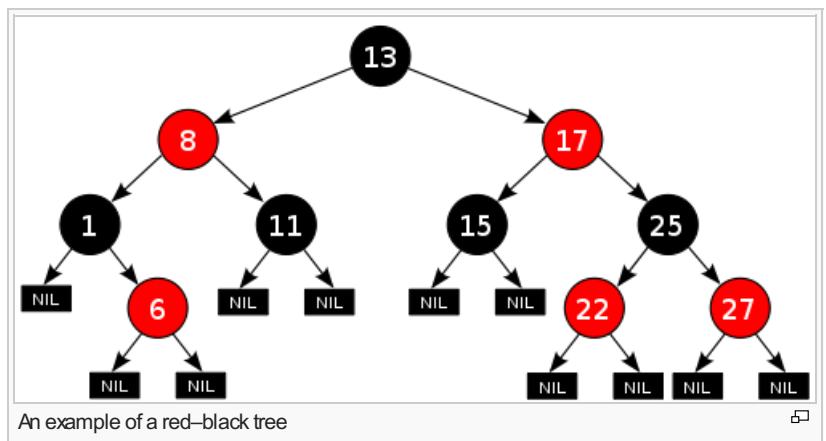 13
8
17
1
11
15
25
NIL
6
NIL
NIL
NIL
NIL
22
27
NIL
NIL
NIL
NIL
NIL
NIL
An example of a red–black tree